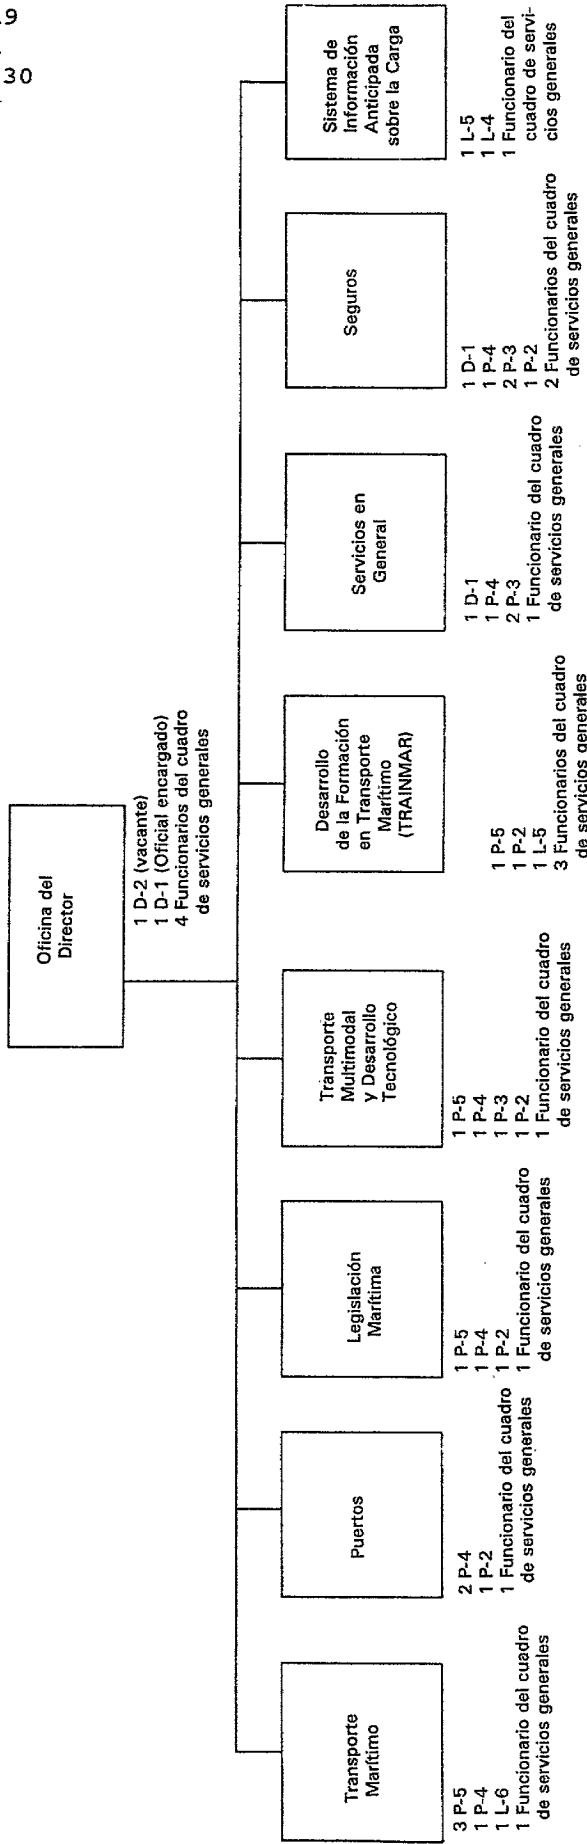 .9
30
Oficina del
Director
1 D-2 (vacante)
1 D-1 (Oficial encargado)
4 Funcionarios del cuadro
de servicios generales
Transporte
Marítimo
3 P-5
1 P-4
1 L-6
1 Funcionario del cuadro
de servicios generales
Puertos
2 P-4
1 P-2
1 Funcionario del cuadro
de servicios generales
Legislación
Marítima
1 P-5
1 P-4
1 P-2
1 Funcionario del cuadro
de servicios generales
Transporte
Multimodal
y Desarrollo
Tecnológico
1 P-5
1 P-4
1 P-3
1 P-2
1 Funcionario del cuadro
de servicios generales
Desarrollo
de la Formación
en Transporte
Marítimo
(TRAINMAR)
1 P-5
1 P-2
1 L-5
3 Funcionarios del cuadro
de servicios generales
Servicios en
General
1 D-1
1 P-4
2 P-3
1 Funcionario del cuadro
de servicios generales
Seguros
1 D-1
1 P-4
2 P-3
1 P-2
2 Funcionarios del cuadro
de servicios generales
Sistema de
Información
Anticipada
sobre la Carga
1 L-5
1 L-4
1 Funcionario del
cuadro de servi-
cios generales